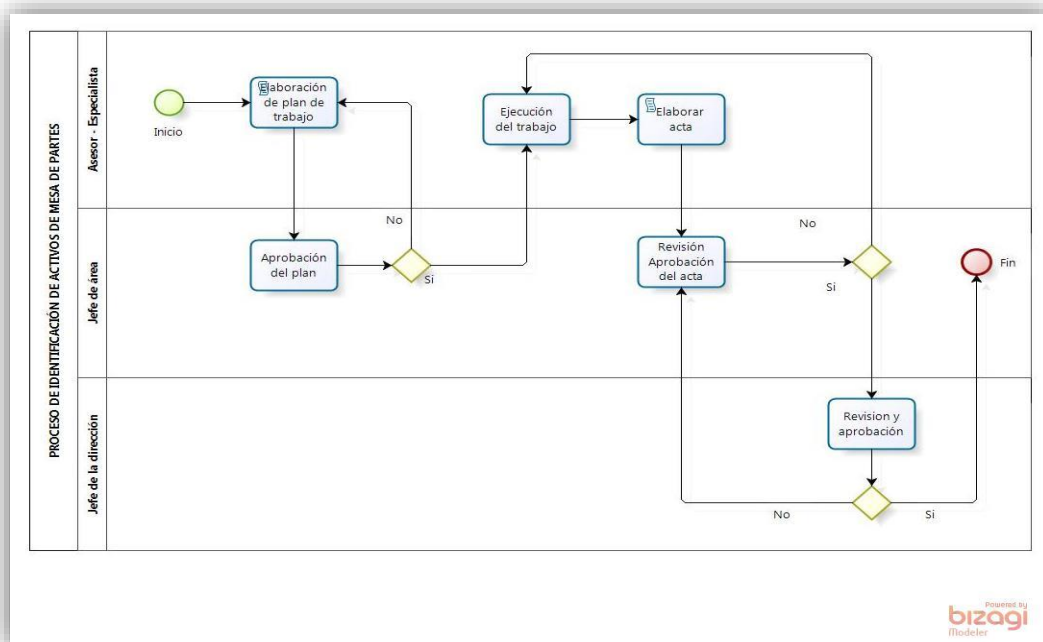 PROCESO DE IDENTIFICACIÓN DE ACTIVOS DE MESA DE PARTES
Asesor - Especialista
Inicio
Elaboración
de plan de
trabajo
Ejecución
del trabajo
Elaborar
acta
Jefe de área
No
Aprobación
del plan
Si
Revisión
Aprobación
del acta
No
Si
Fin
Jefe de la dirección
Revision y
aprobación
No
Si
Powered by
bizagi
Modeler